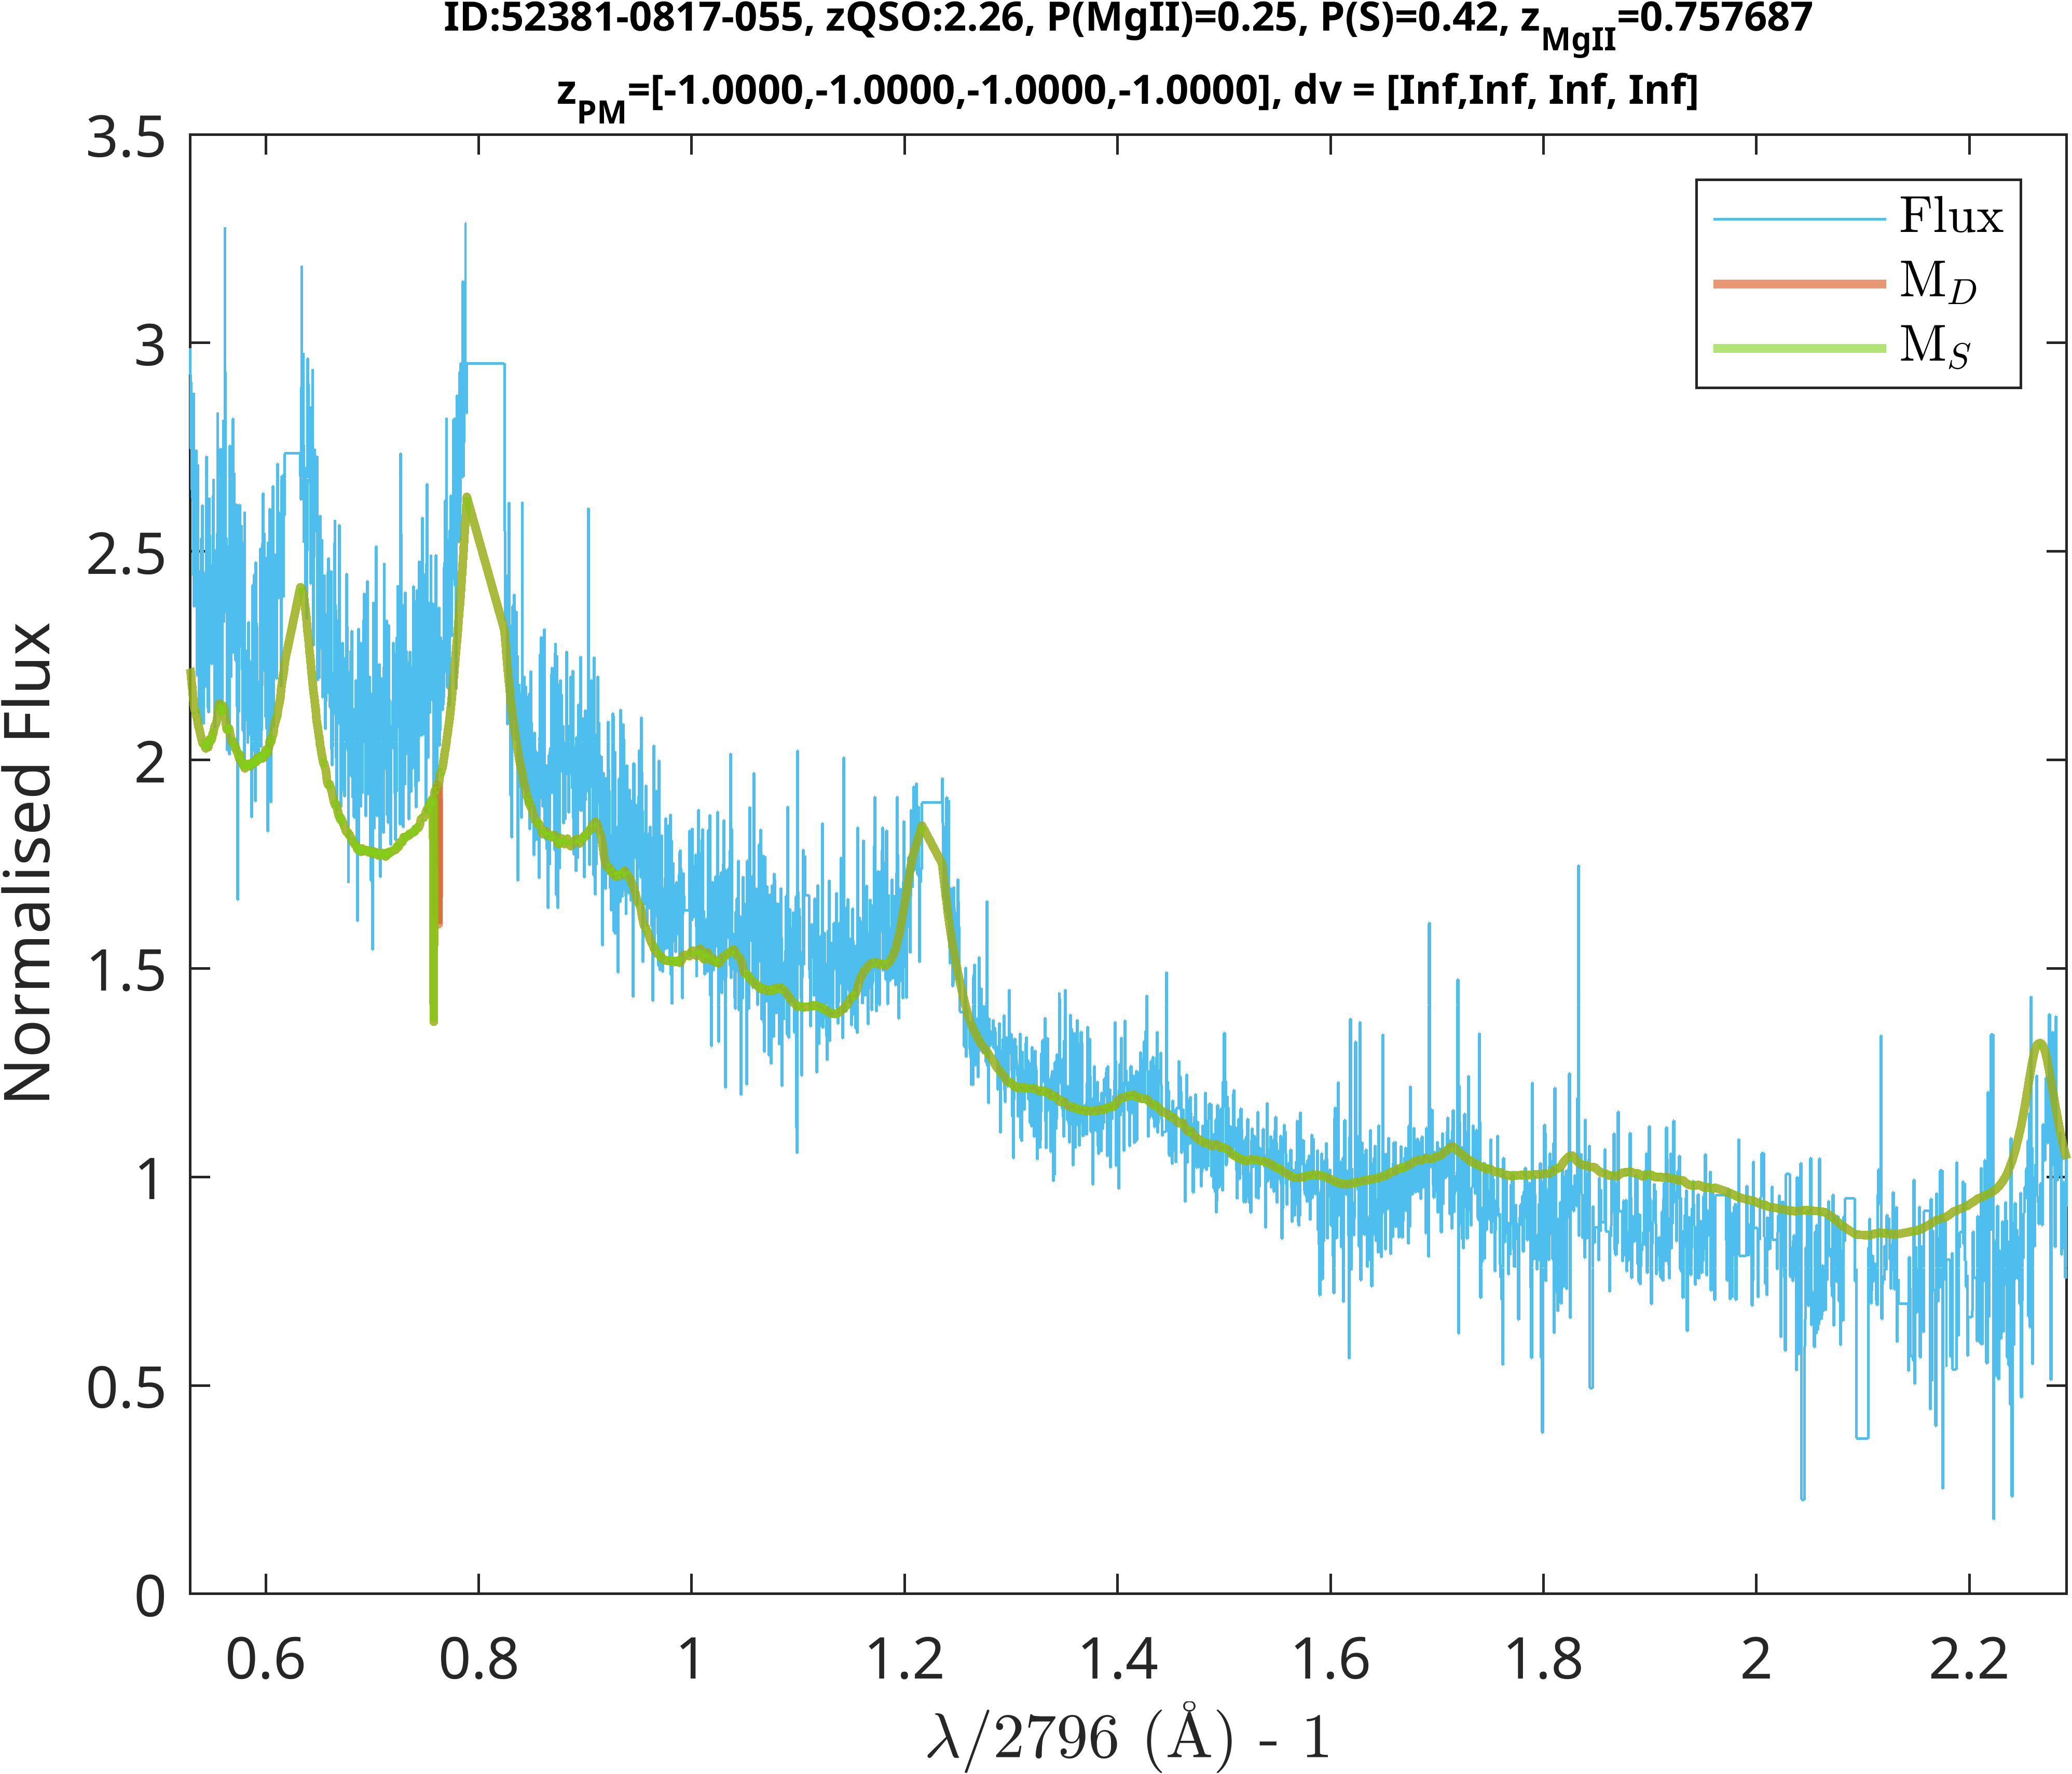 ID:52381-0817-055, zQSO:2.26, P(MgII)=0.25, P(S)=0.42, zMgII=0.757687
zPM=[-1.0000,-1.0000,-1.0000,-1.0000], dv = [Inf,Inf, Inf, Inf]
3.5
3
2.5
2
1.5
1
0.5
0
Normalised Flux
Flux
MD
MS
0.6 0.8 1 1.2 1.4 1.6 1.8 2 2.2
λ/2796 (Å) - 1